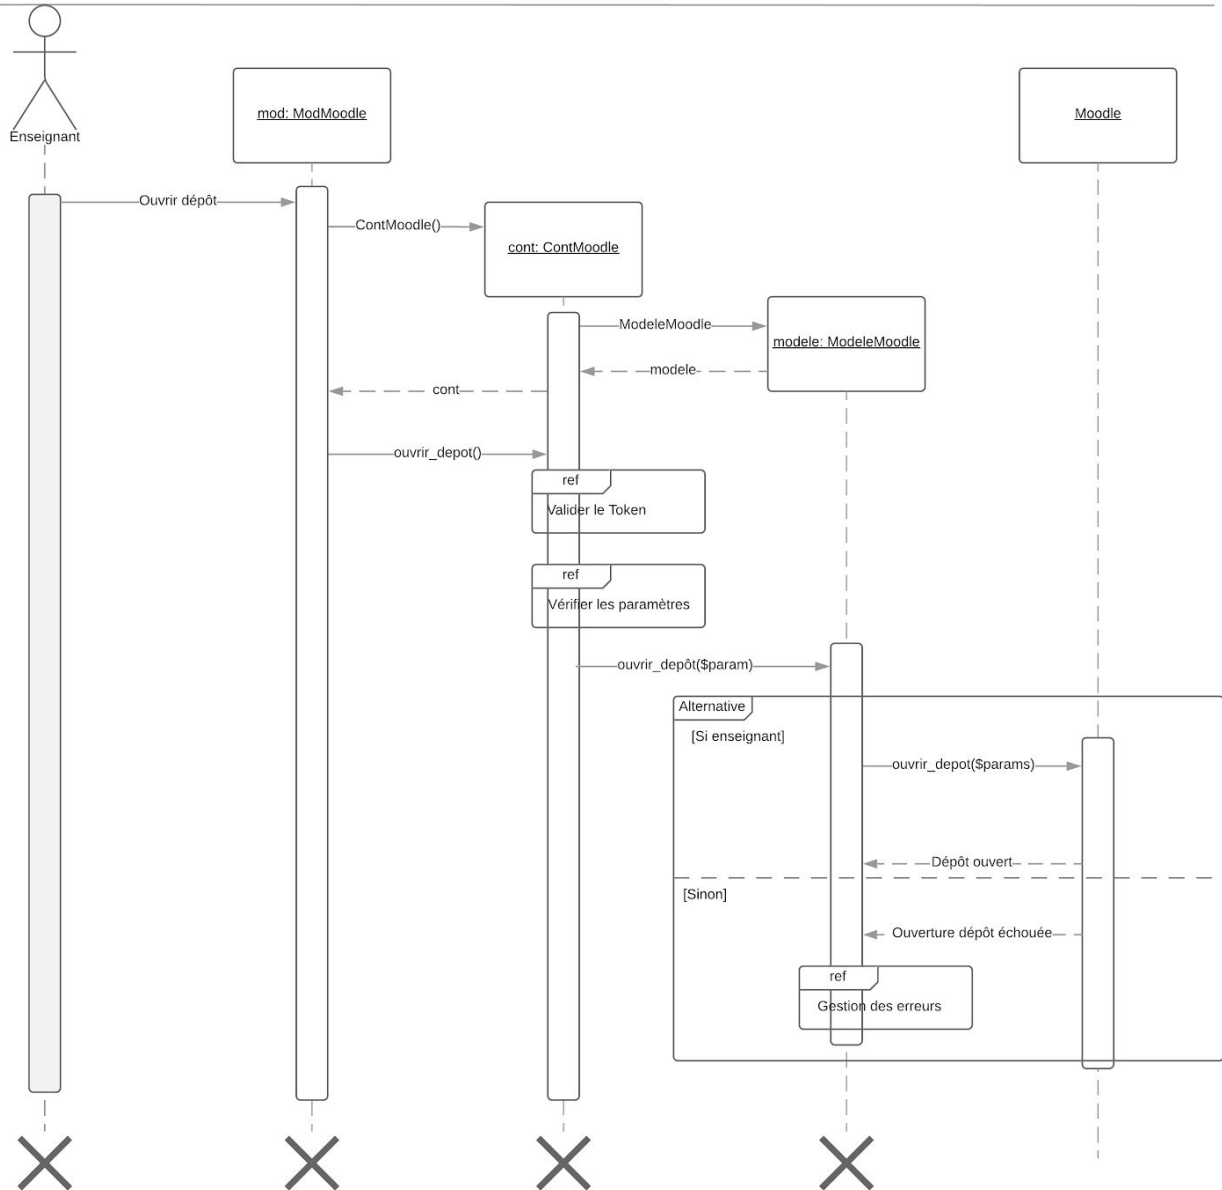 Enseignant
mod: ModMoodle
Moodle
Ouvrir dépôt
ContMoodle()
cont: ContMoodle
ModeleMoodle
modele: ModeleMoodle
modele
cont
ouvrir_depot()
ref
Valider le Token
ref
Vérifier les paramètres
ouvrir_depôt($param)
Alternative
[Si enseignant]
ouvrir_depot($params)
Dépôt ouvert
[Sinon]
Ouverture dépôt échouée
ref
Gestion des erreurs